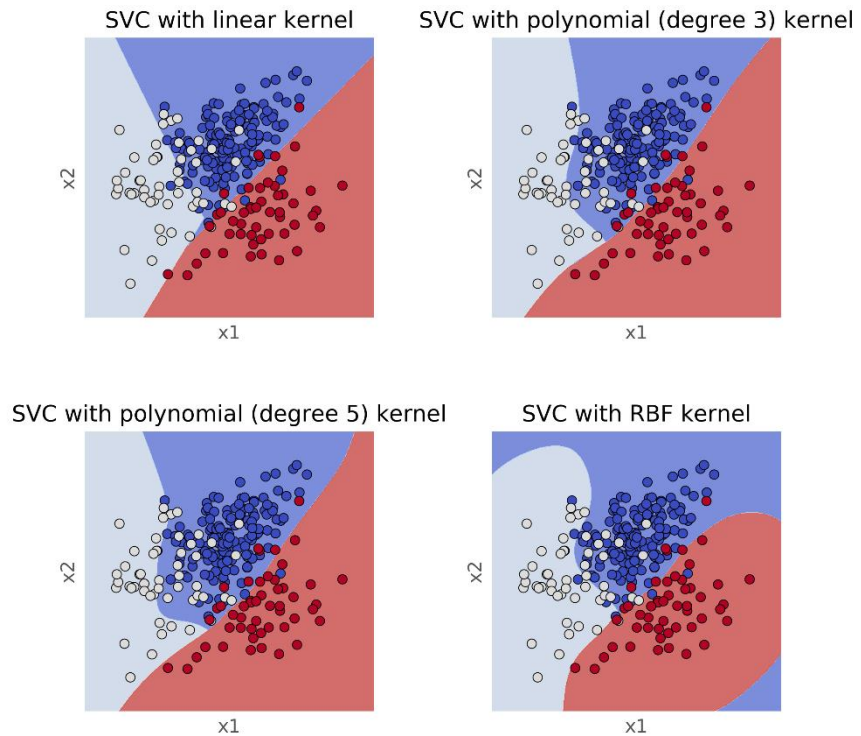 SVC with linear kernel
SVC with polynomial (degree 3) kernel
x2
x1
x2
x1
SVC with polynomial (degree 5) kernel
SVC with RBF kernel
x2
x1
x2
x1